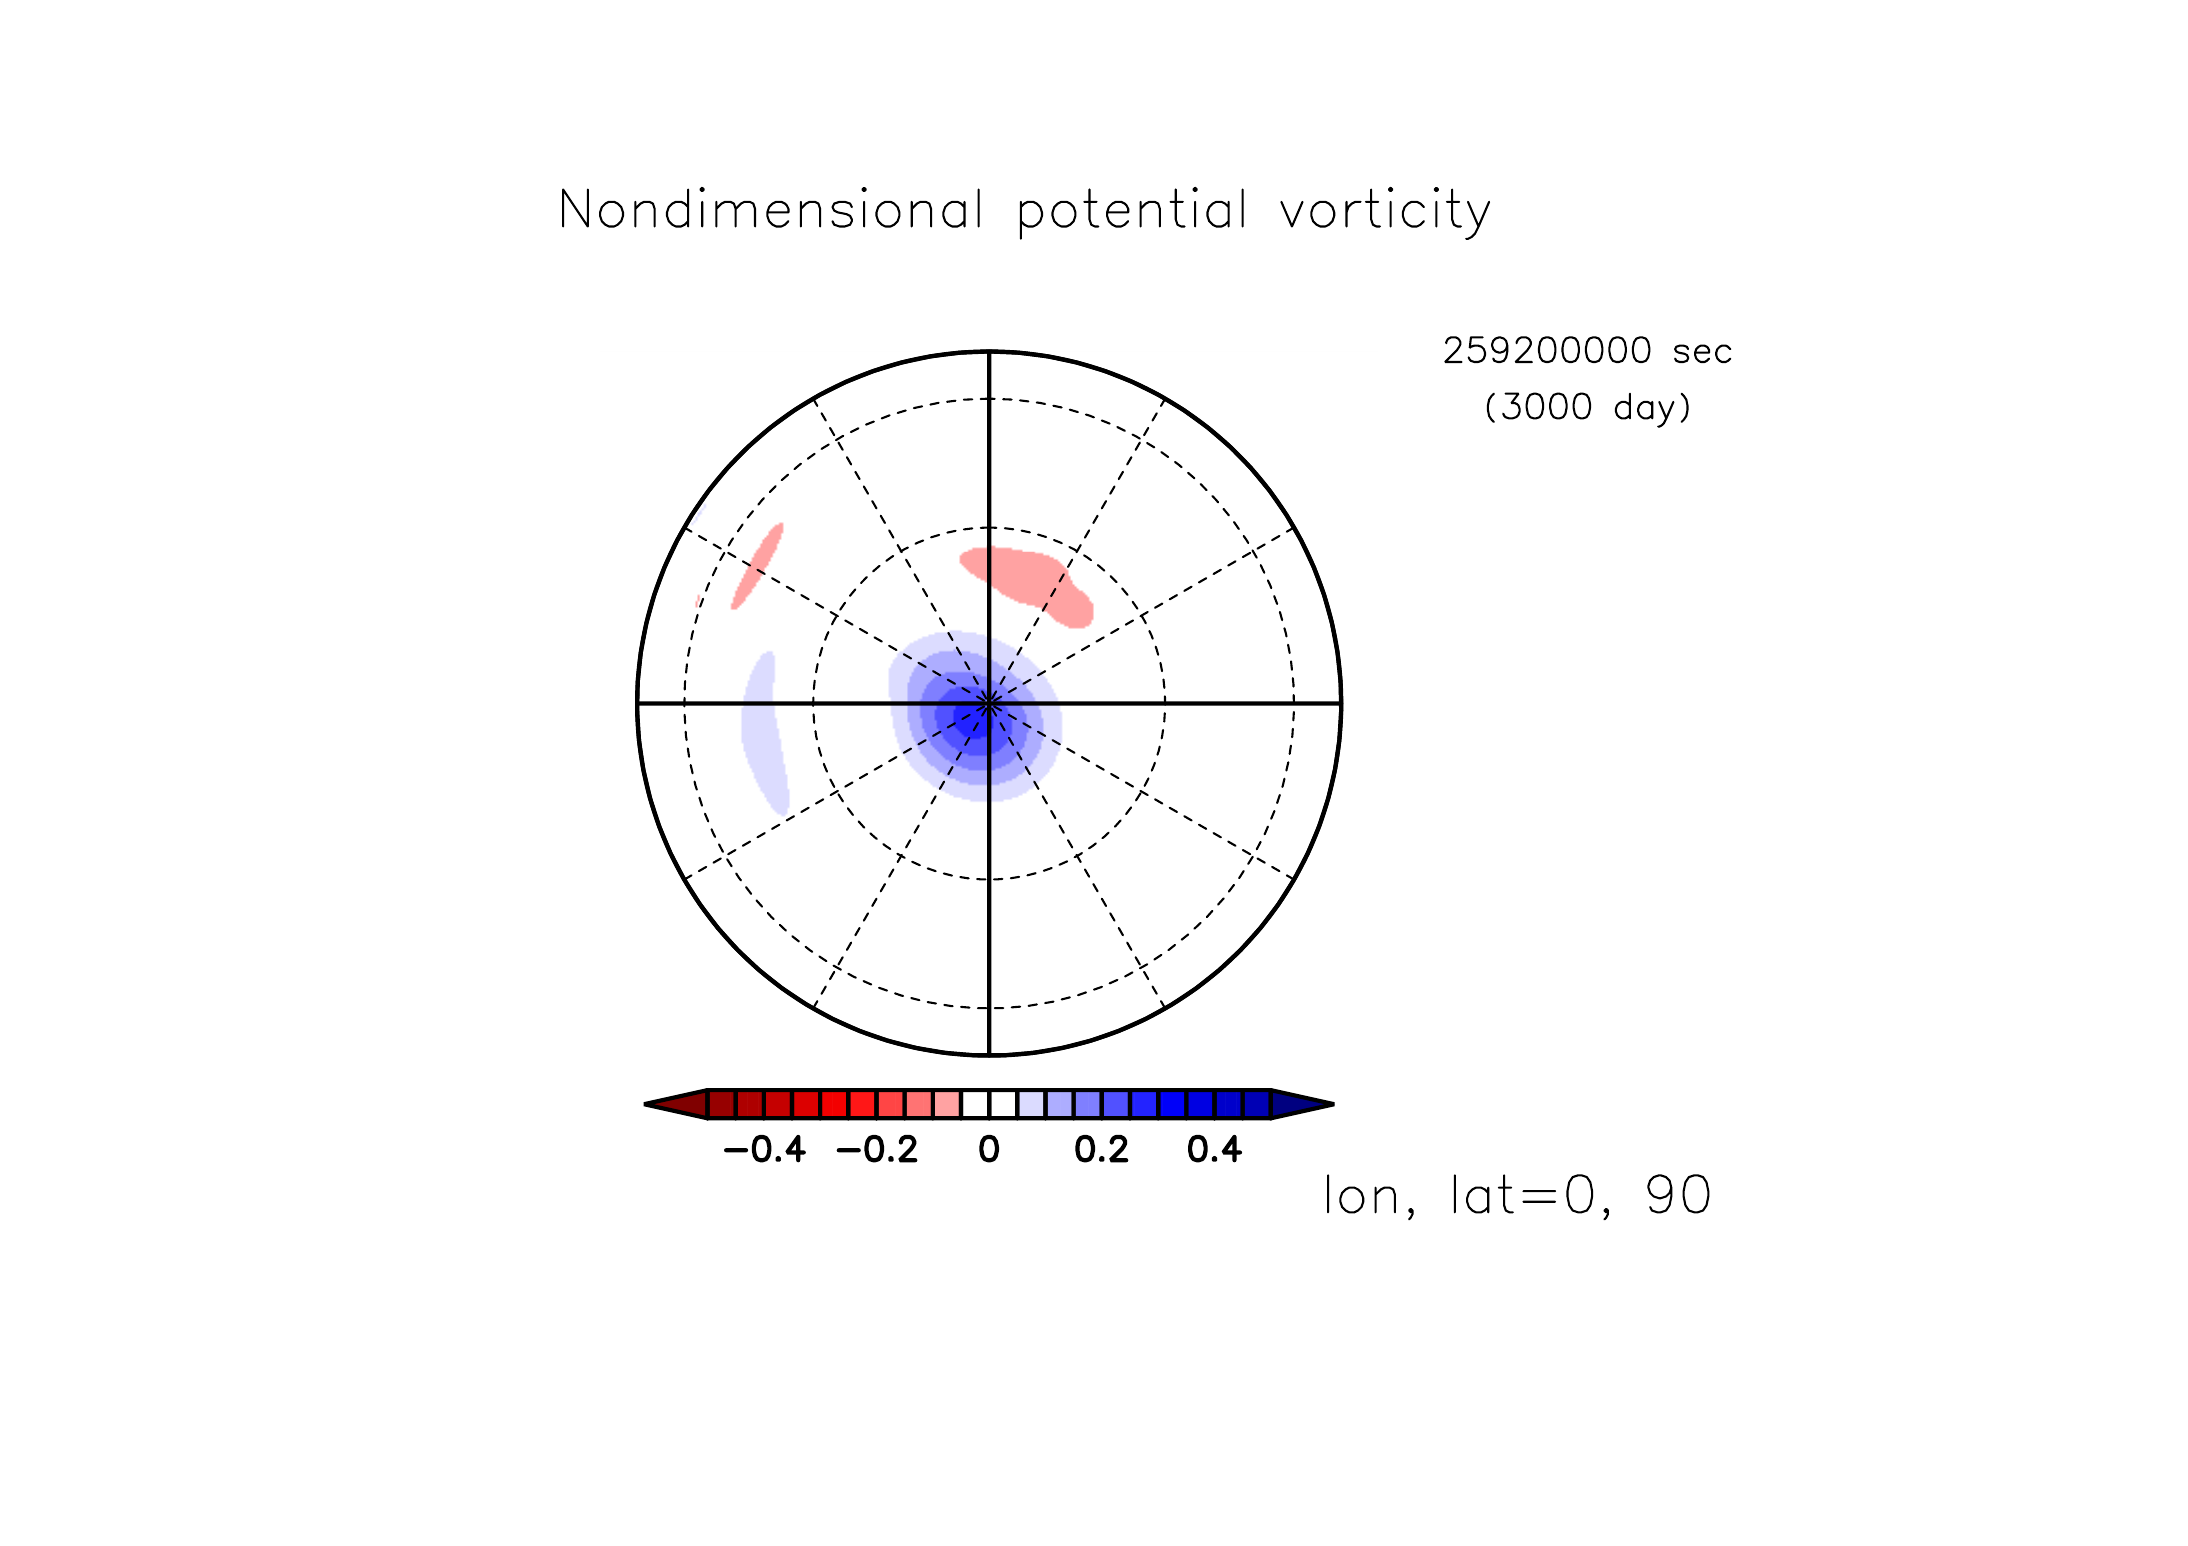 Nondimensional potential vorticity
259200000 sec
(3000 day)
−0.4 −0.2 0 0.2 0.4
lon, lat=0, 90